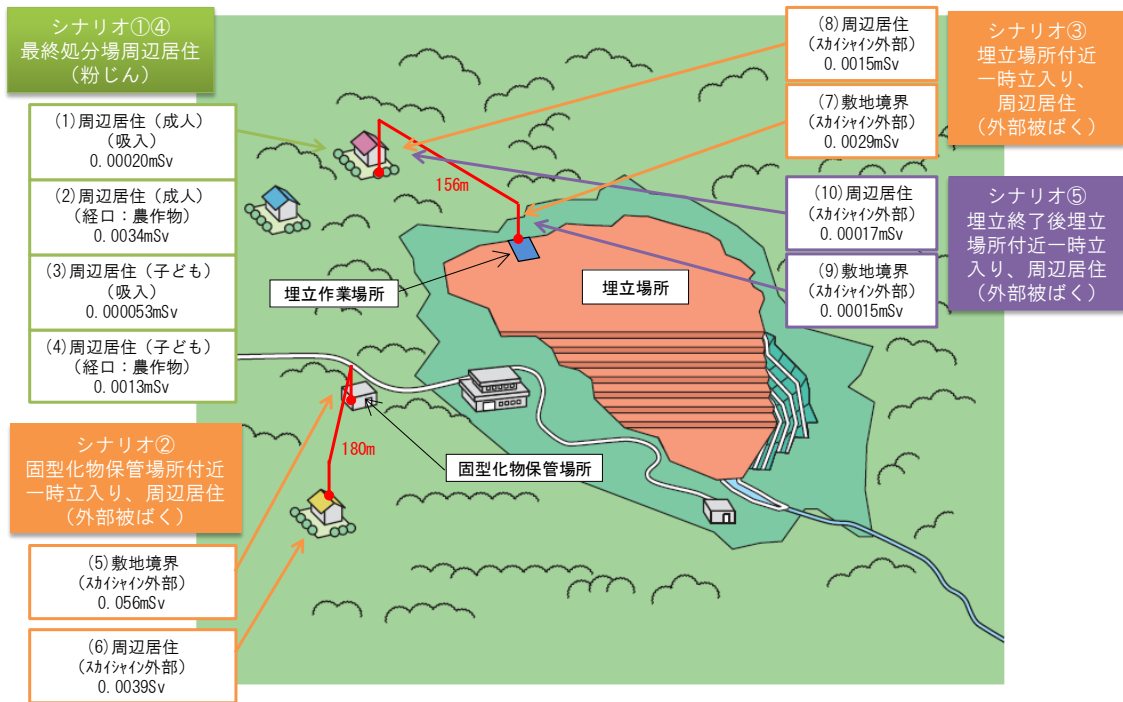 シナリオ①④
最終処分場周辺居住
（粉じん）
(1)周辺居住（成人）
（吸入）
0.00020mSv
(2)周辺居住（成人）
（経口：農作物）
0.0034mSv
(3)周辺居住（子ども）
（吸入）
0.000053mSv
(4)周辺居住（子ども）
（経口：農作物）
0.0013mSv
シナリオ②
固型化物保管場所付近
一時立入り、周辺居住
（外部被ばく）
(5)敷地境界
（ｽｶｲｼｬｲﾝ外部）
0.056mSv
(6)周辺居住
（ｽｶｲｼｬｲﾝ外部）
0.0039Sv
156m
埋立作業場所
埋立場所
180m
固型化物保管場所
(8)周辺居住
（ｽｶｲｼｬｲﾝ外部）
0.0015mSv
(7)敷地境界
（ｽｶｲｼｬｲﾝ外部）
0.0029mSv
シナリオ③
埋立場所付近
一時立入り、
周辺居住
（外部被ばく）
(10)周辺居住
（ｽｶｲｼｬｲﾝ外部）
0.00017mSv
(9)敷地境界
（ｽｶｲｼｬｲﾝ外部）
0.00015mSv
シナリオ⑤
埋立終了後埋立
場所付近一時立
入り、周辺居住
（外部被ばく）